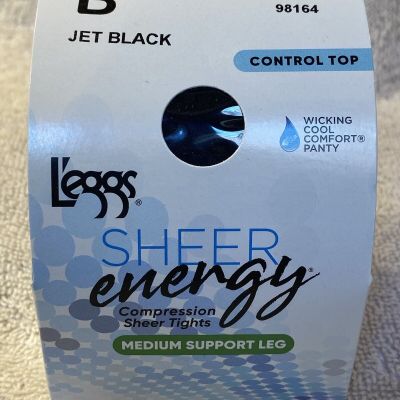 B
98164
JET BLACK
CONTROL TOP
WICKING
COOL
COMFORT®
PANTY
L'eggs®
SHEER
energy®
Compression
Sheer Tights
MEDIUM SUPPORT LEG